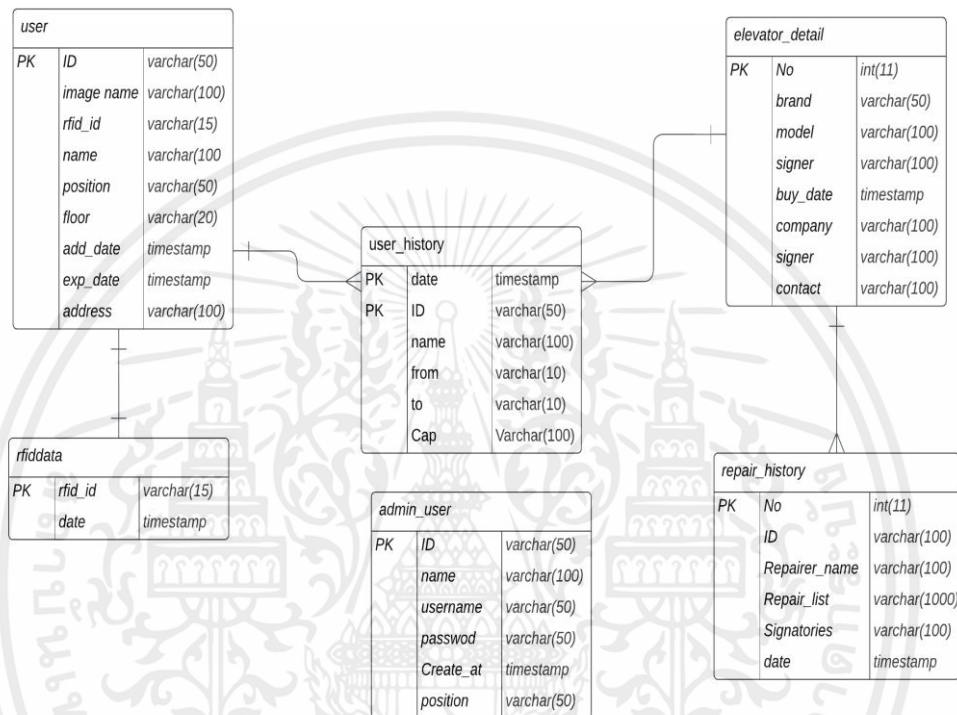 user
PK ID varchar(50)
image name varchar(100)
rfid_id varchar(15)
name varchar(100
position varchar(50)
floor varchar(20)
add_date timestamp
exp_date timestamp
address varchar(100)
elevator_detail
PK No int(11)
brand varchar(50)
model varchar(100)
signer varchar(100)
buy_date timestamp
company varchar(100)
signer varchar(100)
contact varchar(100)
user_history
PK date timestamp
PK ID varchar(50)
name varchar(100)
from varchar(10)
to varchar(10)
Cap Varchar(100)
rfiddata
PK rfid_id varchar(15)
date timestamp
admin_user
PK ID varchar(50)
name varchar(100)
username varchar(50)
passwod varchar(50)
Create_at timestamp
position varchar(50)
repair_history
PK No int(11)
ID varchar(100)
Repairer_name varchar(100)
Repair_list varchar(1000)
Signatories varchar(100)
date timestamp